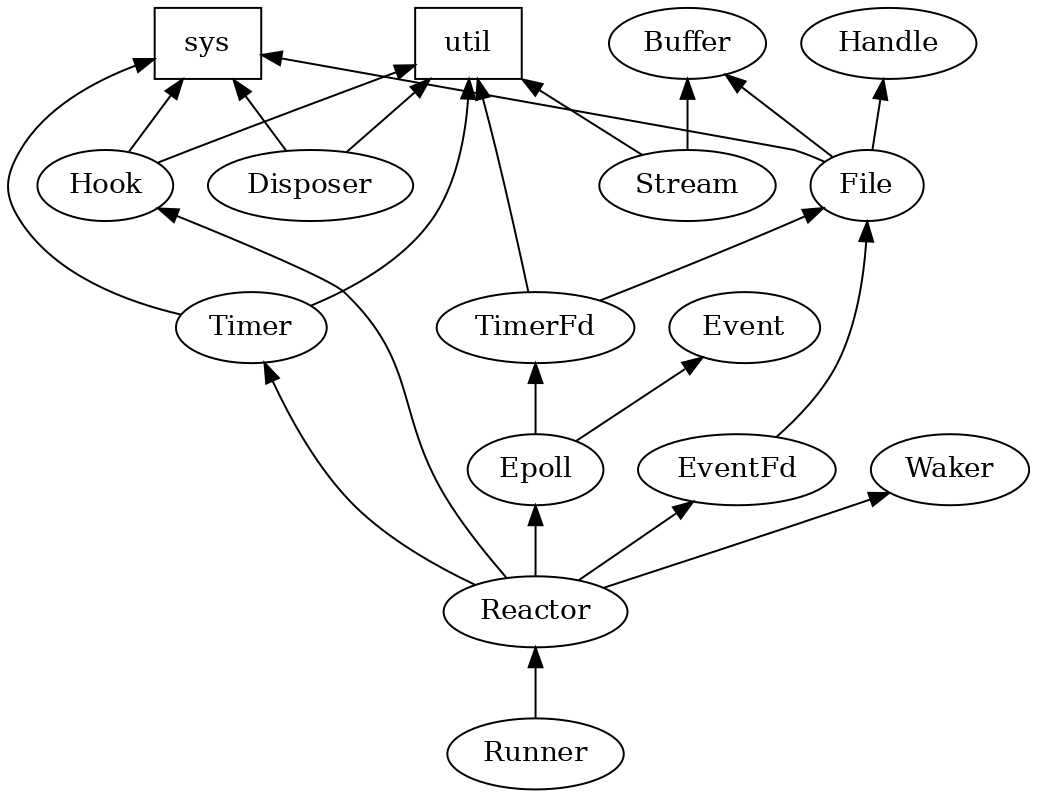 sys
util
Buffer
Handle
Hook
Disposer
Stream
File
Timer
TimerFd
Event
Epoll
EventFd
Waker
Reactor
Runner